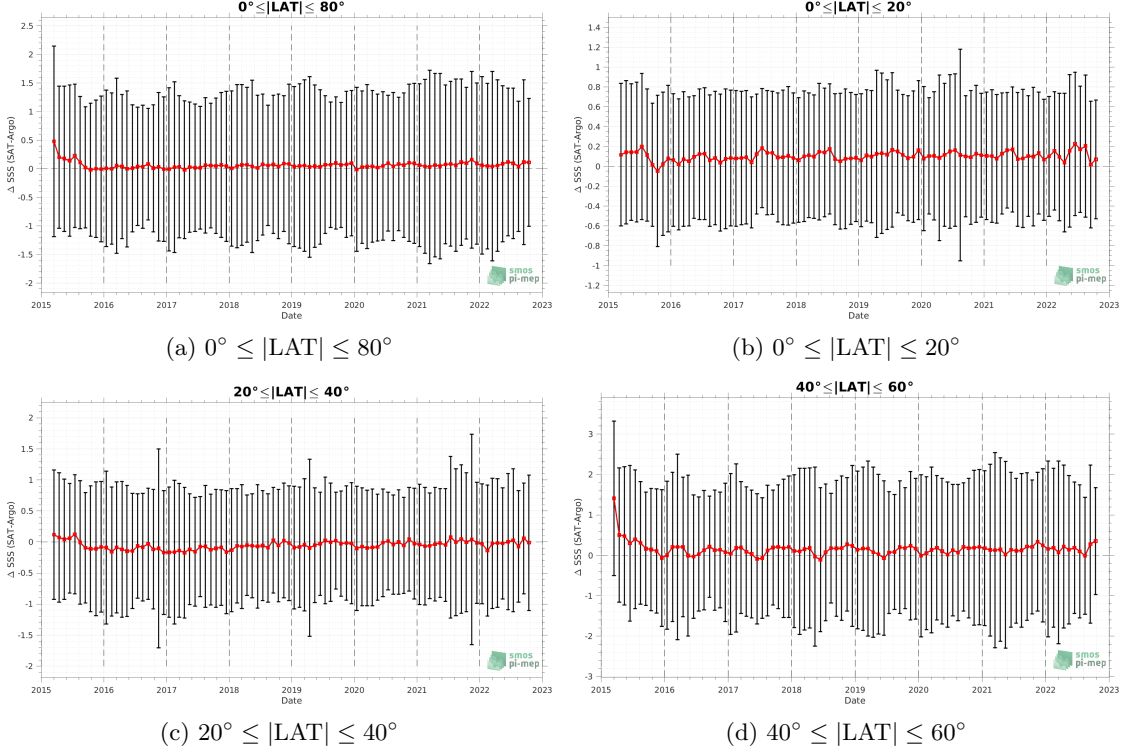 0°≤|LAT|≤ 80°
2.5
2
1.5
1
0.5
0
-0.5
-1
-1.5
-2
Δ SSS (SAT-Argo)
2015 2016 2017 2018 2019 2020 2021 2022 2023
Date
smos
pi-mep
(a) 0° ≤ |LAT| ≤ 80°
0°≤|LAT|≤ 20°
1.4
1.2
1
0.8
0.6
0.4
0.2
0
-0.2
-0.4
-0.6
-0.8
-1
-1.2
Δ SSS (SAT-Argo)
2015 2016 2017 2018 2019 2020 2021 2022 2023
Date
smos
pi-mep
(b) 0° ≤ |LAT| ≤ 20°
20°≤|LAT|≤ 40°
2
1.5
1
0.5
0
-0.5
-1
-1.5
-2
Δ SSS (SAT-Argo)
2015 2016 2017 2018 2019 2020 2021 2022 2023
Date
smos
pi-mep
(c) 20° ≤ |LAT| ≤ 40°
40°≤|LAT|≤ 60°
3
2
1
0
-1
-2
-3
Δ SSS (SAT-Argo)
2015 2016 2017 2018 2019 2020 2021 2022 2023
Date
smos
pi-mep
(d) 40° ≤ |LAT| ≤ 60°